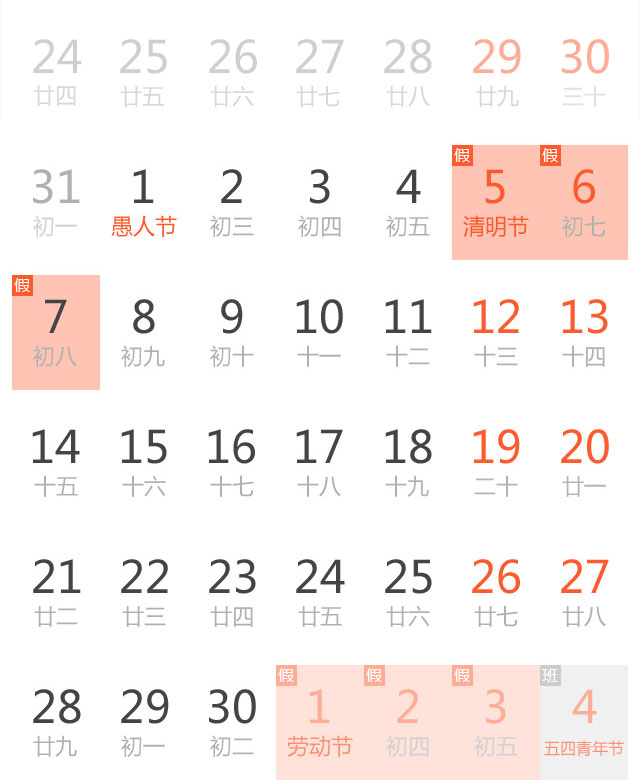 24 25 26 27 28 29 30
廿四 廿五 廿六 廿七 廿八 廿九 三十
假 假
31 1 2 3 4 5 6
初一 愚人节 初三 初四 初五 清明节 初七
假
7 8 9 10 11 12 13
初八 初九 初十 十一 十二 十三 十四
14 15 16 17 18 19 20
十五 十六 十七 十八 十九 二十 廿一
21 22 23 24 25 26 27
廿二 廿三 廿四 廿五 廿六 廿七 廿八
假 假 假 班
28 29 30 1 2 3 4
廿九 初一 初二 劳动节 初四 初五 五四青年节